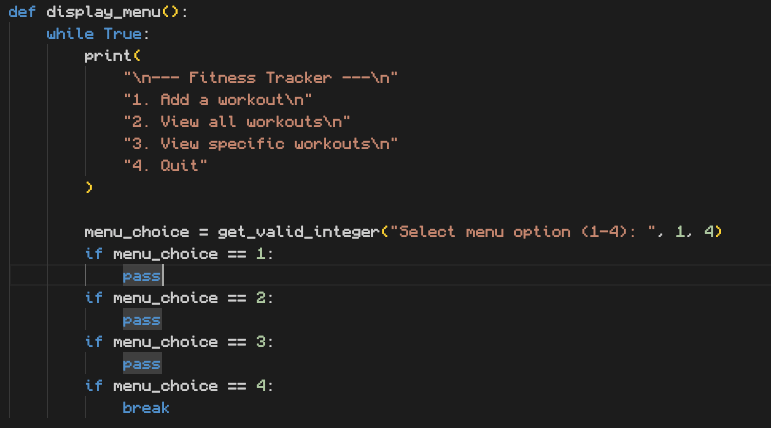 def display_menu():
    while True:
        print(
            "\n--- Fitness Tracker ---\n"
            "1. Add a workout\n"
            "2. View all workouts\n"
            "3. View specific workouts\n"
            "4. Quit"
        )

        menu_choice = get_valid_integer("Select menu option (1-4): ", 1, 4)
        if menu_choice == 1:
            pass
        if menu_choice == 2:
            pass
        if menu_choice == 3:
            pass
        if menu_choice == 4:
            break